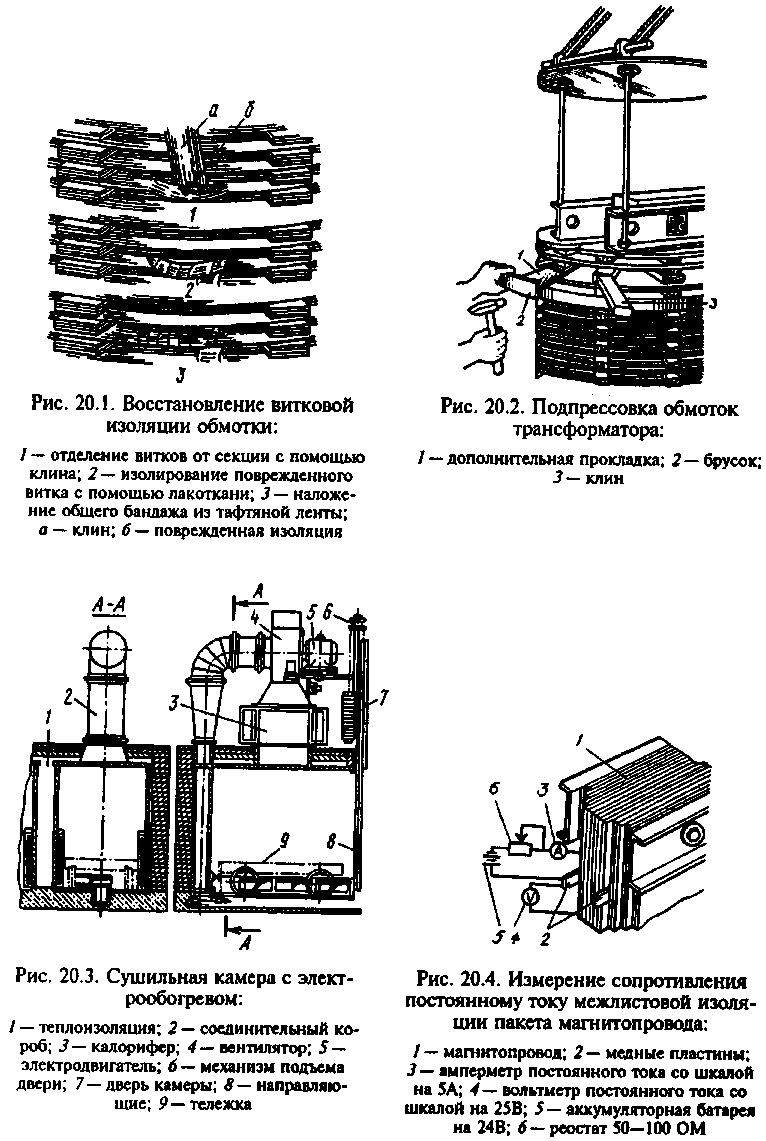 а
б
1
2
3
Рис. 20.1. Восстановление витковой
изоляции обмотки:
1 — отделение витков от секции с помощью
клина; 2 — изолирование поврежденного
витка с помощью лакоткани; 3 — наложе-
ние общего бандажа из тафтяной ленты;
а — клин; б — поврежденная изоляция
1
2
3
Рис. 20.2. Подпрессовка обмоток
трансформатора:
1 — дополнительная прокладка; 2 — брусок;
3 — клин
А-А
2
1
А
4
5 6
3
7
9
8
А
Рис. 20.3. Сушильная камера с элект-
рообогревом:
1 — теплоизоляция; 2 — соединительный ко-
роб; 3 — калорифер; 4 — вентилятор; 5 —
электродвигатель; 6 — механизм подъема
двери; 7 — дверь камеры; 8 — направляю-
щие; 9 — тележка
1
6
3
А
V
5 4
2
Рис. 20.4. Измерение сопротивления
постоянному току межлистовой изоля-
ции пакета магнитопровода:
1 — магнитопровод; 2 — медные пластины;
3 — амперметр постоянного тока со шкалой
на 5А; 4 — вольтметр постоянного тока со
шкалой на 25В; 5 — аккумуляторная батарея
на 24В; 6 — реостат 50—100 ОМ